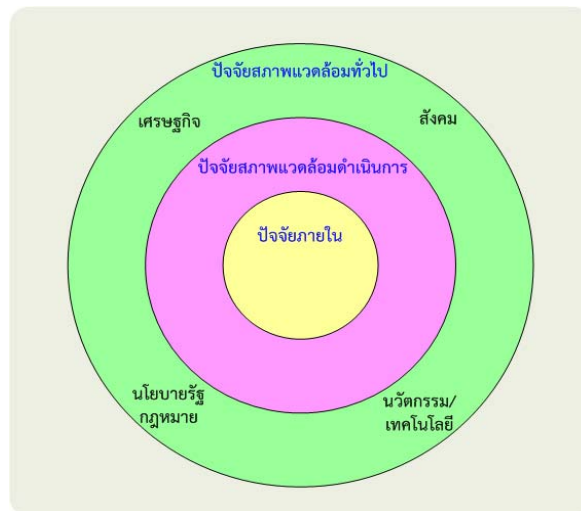 ปัจจัยสภาพแวดล้อมทั่วไป
เศรษฐกิจ
สังคม
ปัจจัยสภาพแวดล้อมดำเนินการ
ปัจจัยภายใน
นโยบายรัฐ
กฎหมาย
นวัตกรรม/
เทคโนโลยี